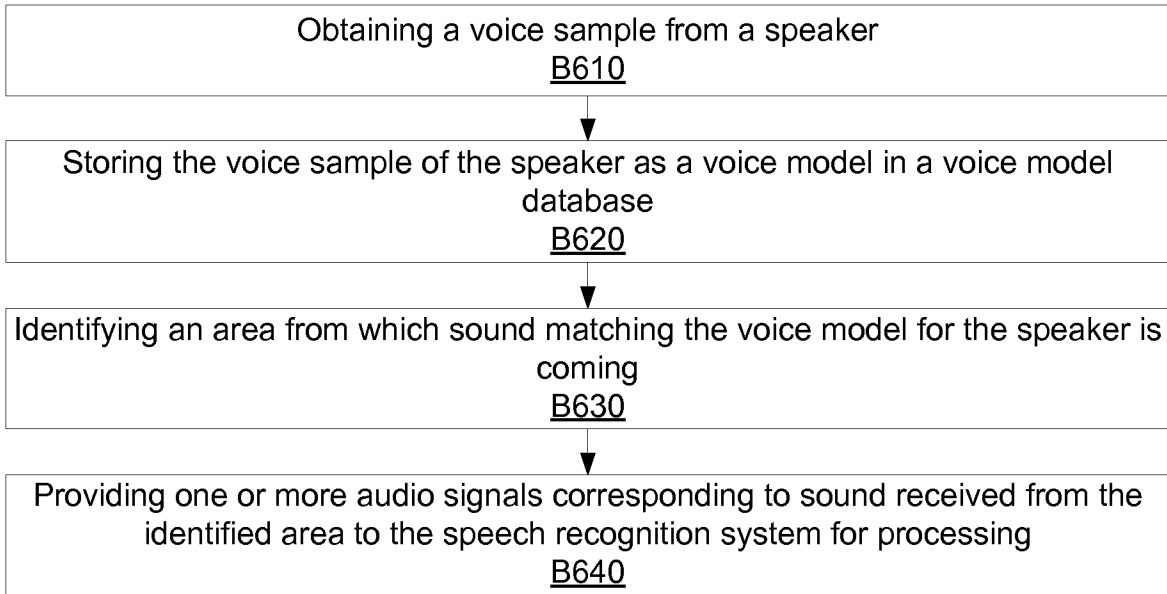 Obtaining a voice sample from a speaker
B610
Storing the voice sample of the speaker as a voice model in a voice model
database
B620
Identifying an area from which sound matching the voice model for the speaker is
coming
B630
Providing one or more audio signals corresponding to sound received from the
identified area to the speech recognition system for processing
B640